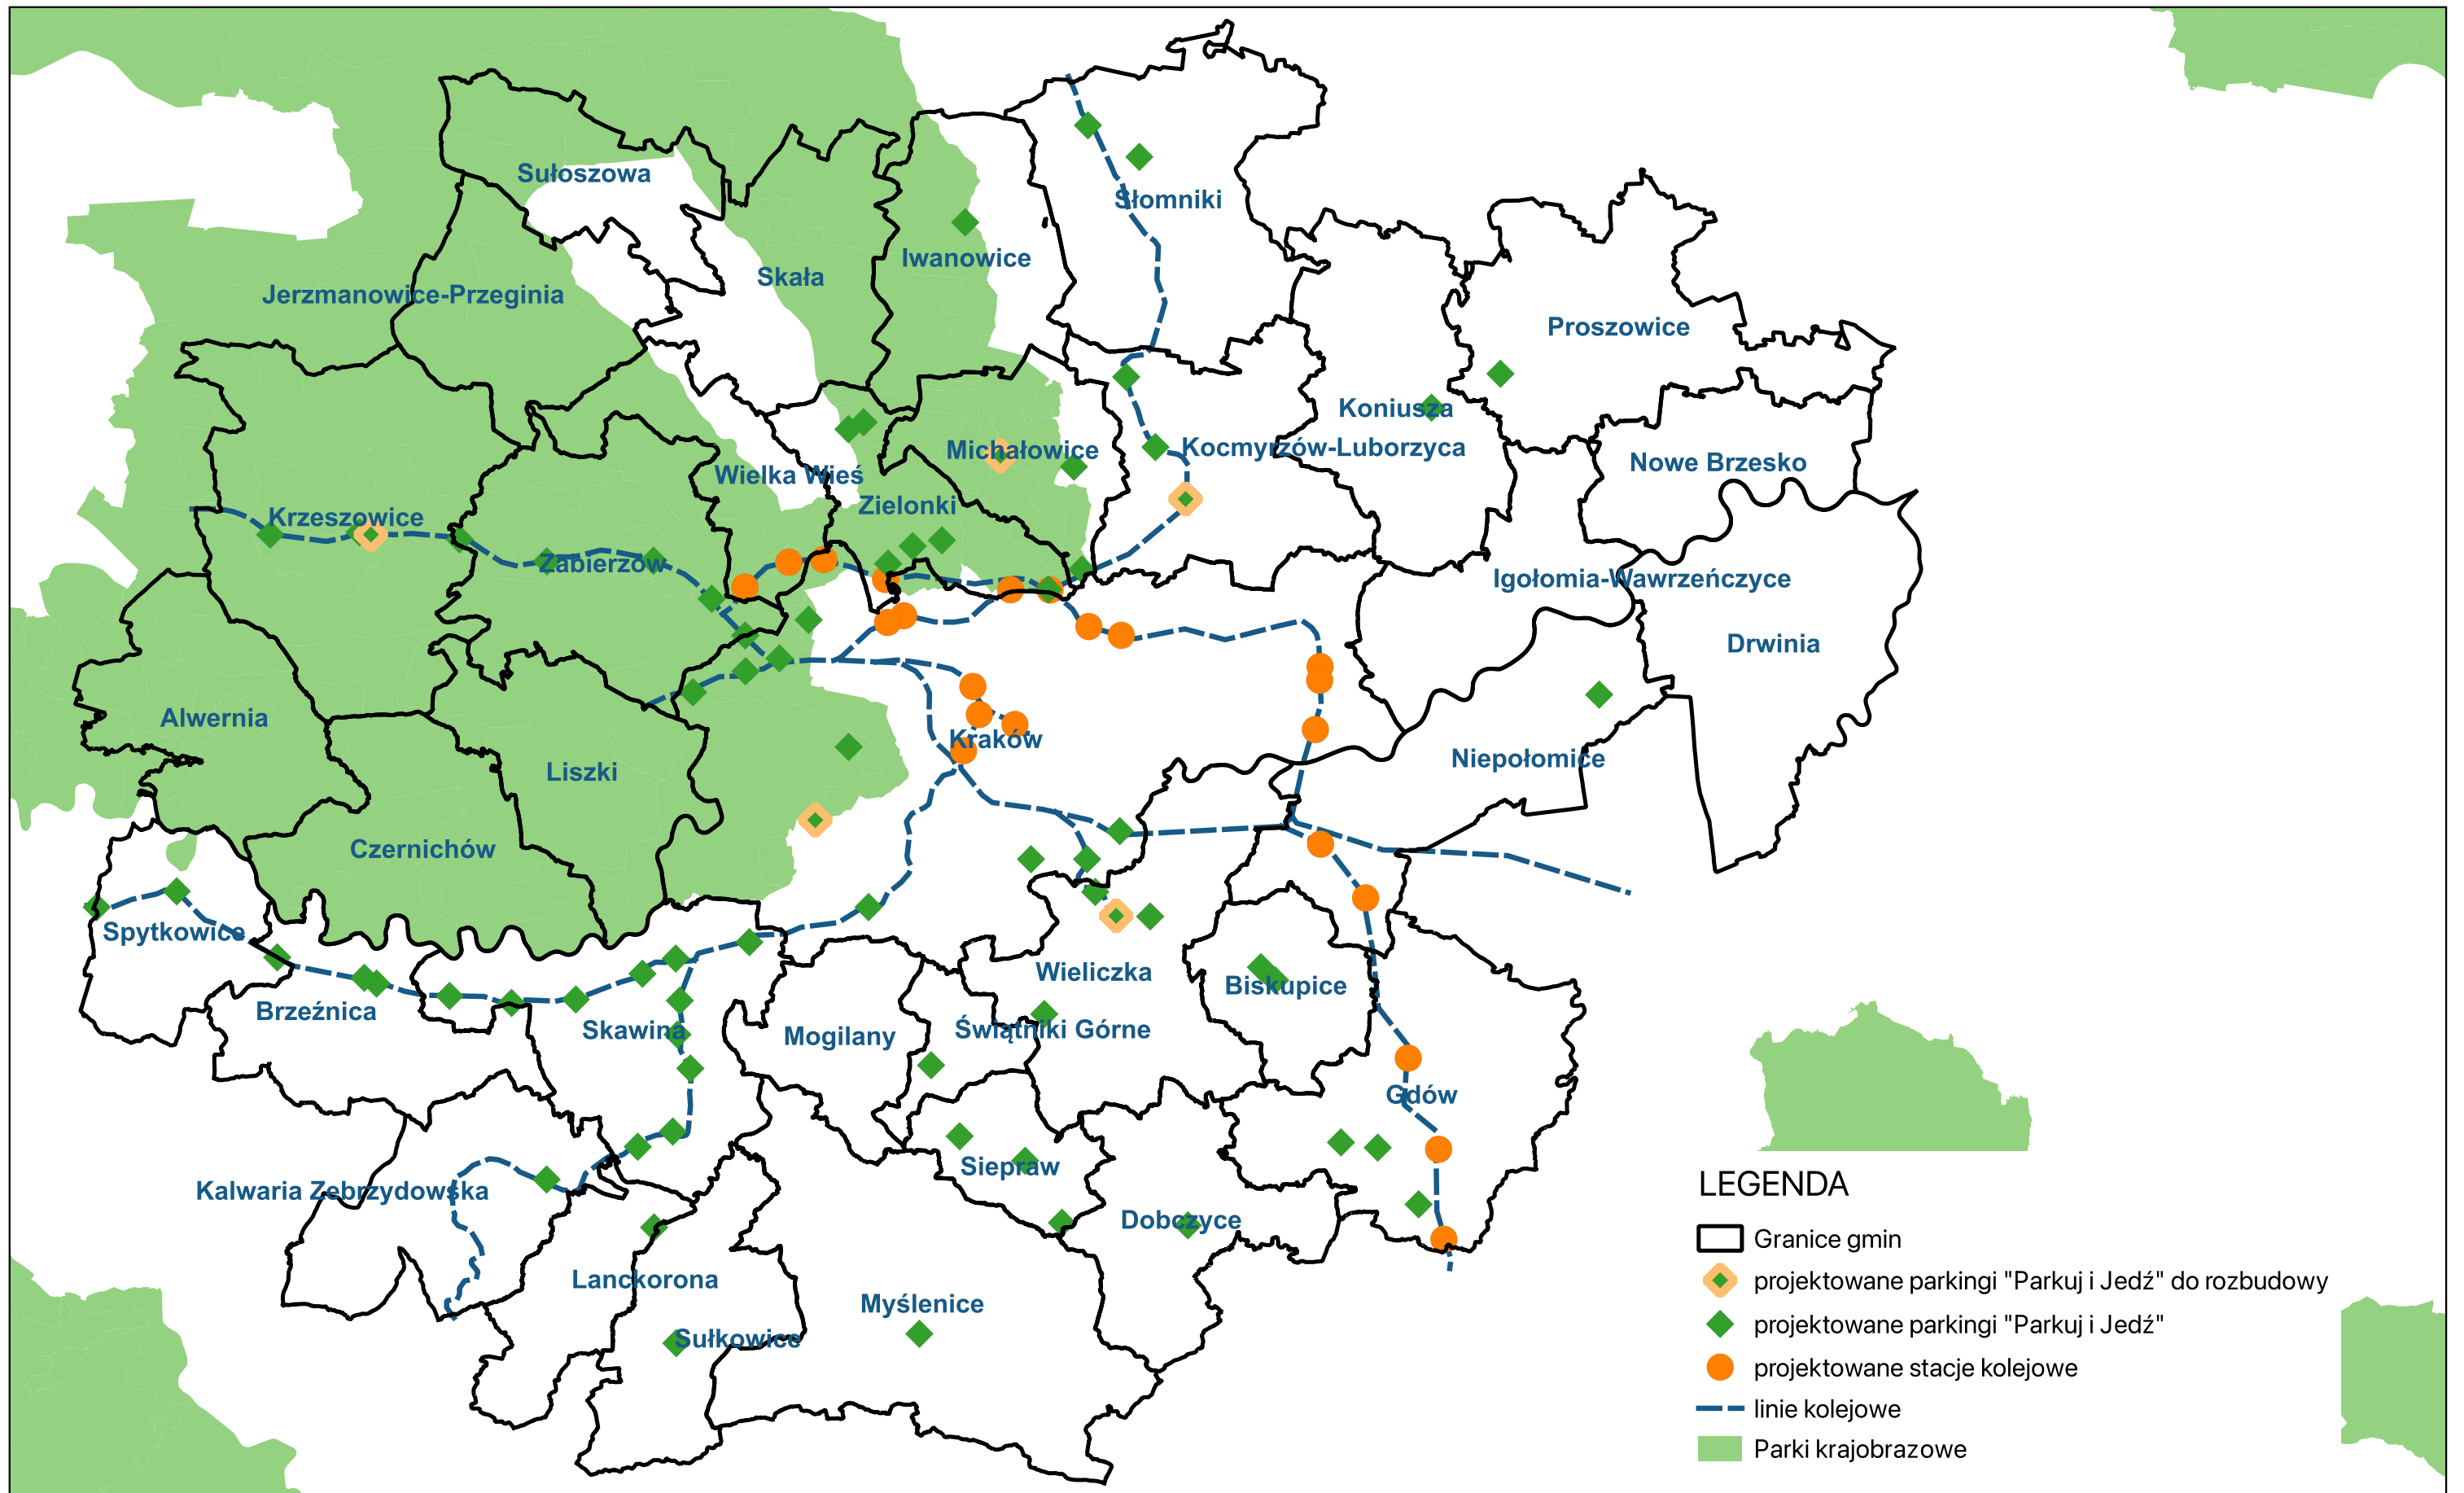 Sułoszowa
Słomniki
Iwanowice
Skała
Jerzmanowice-Przeginia
Proszowice
Koniusza
Michałowice
Kocmyrzów-Luborzyca
Nowe Brzesko
Wielka Wieś
Zielonki
Krzeszowice
Zabierzów
Igołomia-Wawrzeńczyce
Drwinia
Alwernia
Kraków
Niepołomice
Liszki
Czernichów
Spytkowice
Wieliczka
Biskupice
Brzeźnica
Skawina
Mogilany
Świątniki Górne
Gdów
Siepraw
Kalwaria Zebrzydowska
Dobczyce
Lanckorona
Myślenice
Sułkowice
LEGENDA
Granice gmin
projektowane parkingi "Parkuj i Jedź" do rozbudowy
projektowane parkingi "Parkuj i Jedź"
projektowane stacje kolejowe
linie kolejowe
Parki krajobrazowe